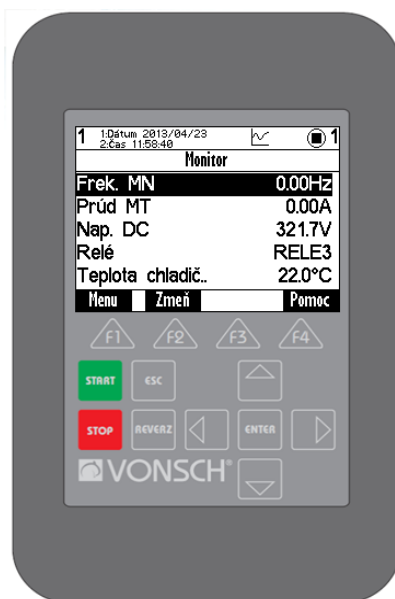 1 1:Dátum 2013/04/23 1
2:Čas 11:58:40
Monitor
Frek. MN 0.00Hz
Prúd MT 0.00A
Nap. DC 321.7V
Relé RELE3
Teplota chladič.. 22.0°C
Menu Zmeň Pomoc
F1 F2 F3 F4
START ESC
STOP REVERZ ENTER
VONSCH®